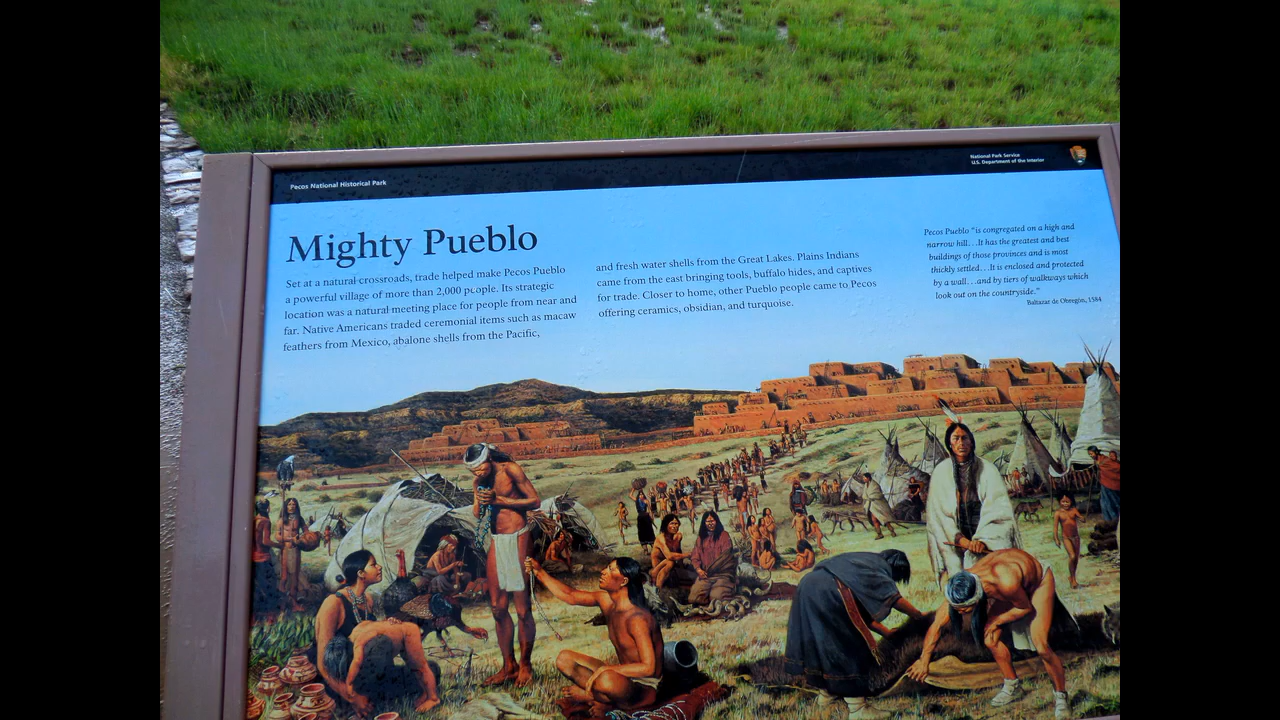 Pecos National Historical Park
National Park Service
U.S. Department of the Interior
Mighty Pueblo
Set at a natural crossroads, trade helped make Pecos Pueblo
a powerful village of more than 2,000 people. Its strategic
location was a natural meeting place for people from near and
far. Native Americans traded ceremonial items such as macaw
feathers from Mexico, abalone shells from the Pacific,
and fresh water shells from the Great Lakes. Plains Indians
came from the east bringing tools, buffalo hides, and captives
for trade. Closer to home, other Pueblo people came to Pecos
offering ceramics, obsidian, and turquoise.
Pecos Pueblo "is congregated on a high and
narrow hill...It has the greatest and best
buildings of those provinces and is most
thickly settled...It is enclosed and protected
by a wall...and by tiers of walkways which
look out on the countryside."
Baltazar de Obregón, 1584